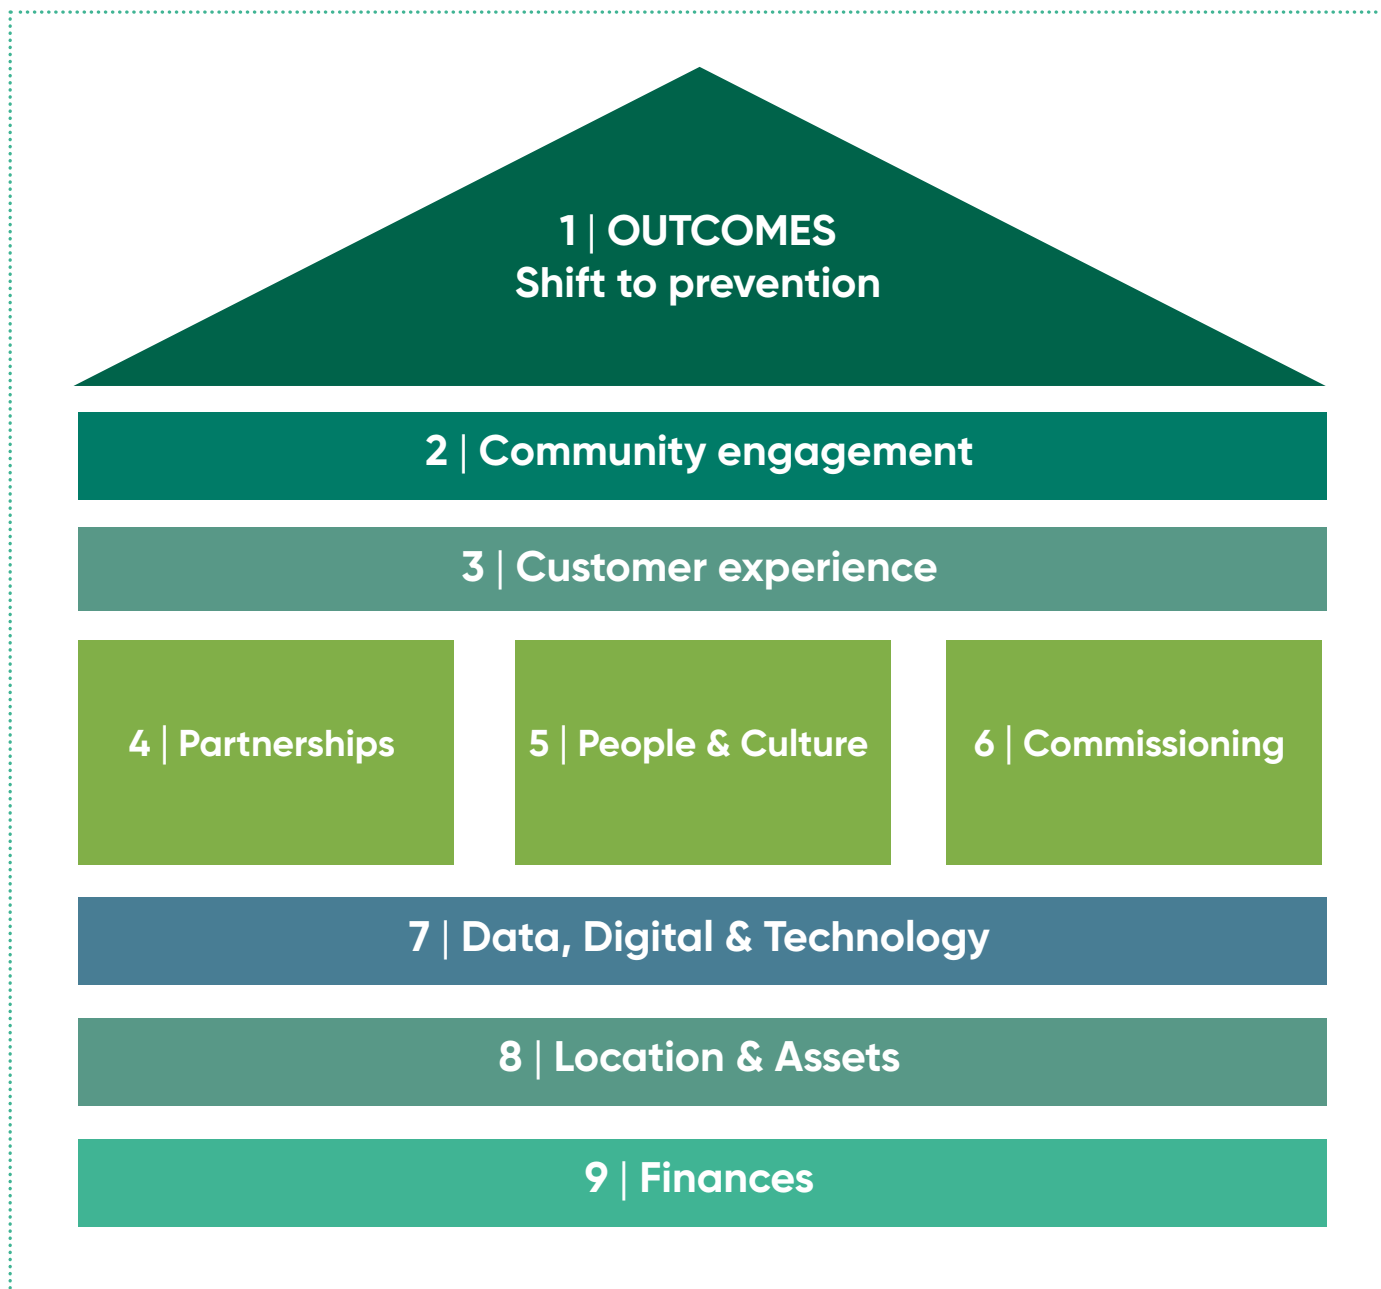 1 | OUTCOMES
Shift to prevention
2 | Community engagement
3 | Customer experience
4 | Partnerships
5 | People & Culture
6 | Commissioning
7 | Data, Digital & Technology
8 | Location & Assets
9 | Finances